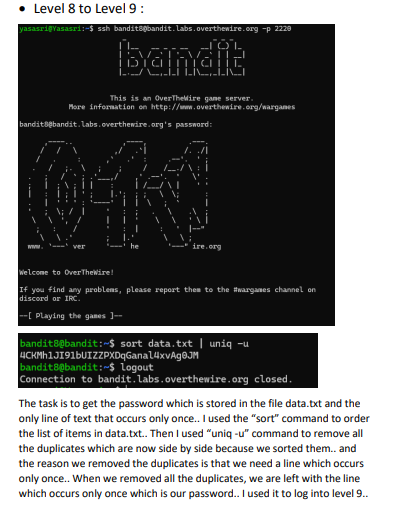 • Level 8 to Level 9 :
yasasri@Yasasri:~$ ssh bandit8@bandit.labs.overthewire.org -p 2220
bandit
This is an OverTheWire game server.
More information on http://www.overthewire.org/wargames
bandit8@bandit.labs.overthewire.org's password:
www. ver he ire.org
Welcome to OverTheWire!
If you find any problems, please report them to the #wargames channel on
discord or IRC.
--[ Playing the games ]--
bandit8@bandit:~$ sort data.txt | uniq -u
4CKMh1JI91bUIZZPXDqGanal4xvAg0JM
bandit8@bandit:~$ logout
Connection to bandit.labs.overthewire.org closed.
The task is to get the password which is stored in the file data.txt and the
only line of text that occurs only once.. I used the “sort” command to order
the list of items in data.txt.. Then I used “uniq -u” command to remove all
the duplicates which are now side by side because we sorted them.. and
the reason we removed the duplicates is that we need a line which occurs
only once.. When we removed all the duplicates, we are left with the line
which occurs only once which is our password.. I used it to log into level 9..